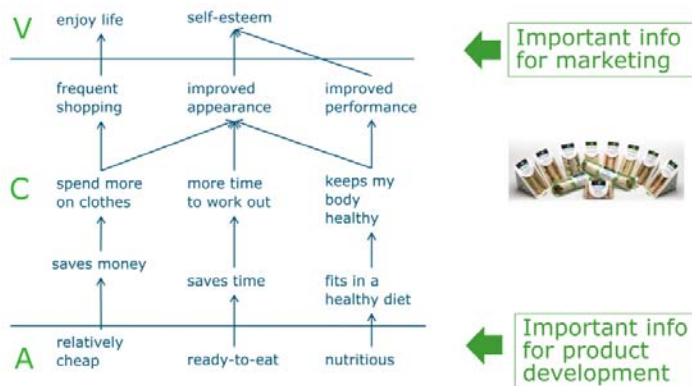 V
enjoy life
self-esteem
Important info
for marketing
frequent
shopping
improved
appearance
improved
performance
C
spend more
on clothes
more time
to work out
keeps my
body
healthy
saves money
saves time
fits in a
healthy diet
A
relatively
cheap
ready-to-eat
nutritious
Important info
for product
development